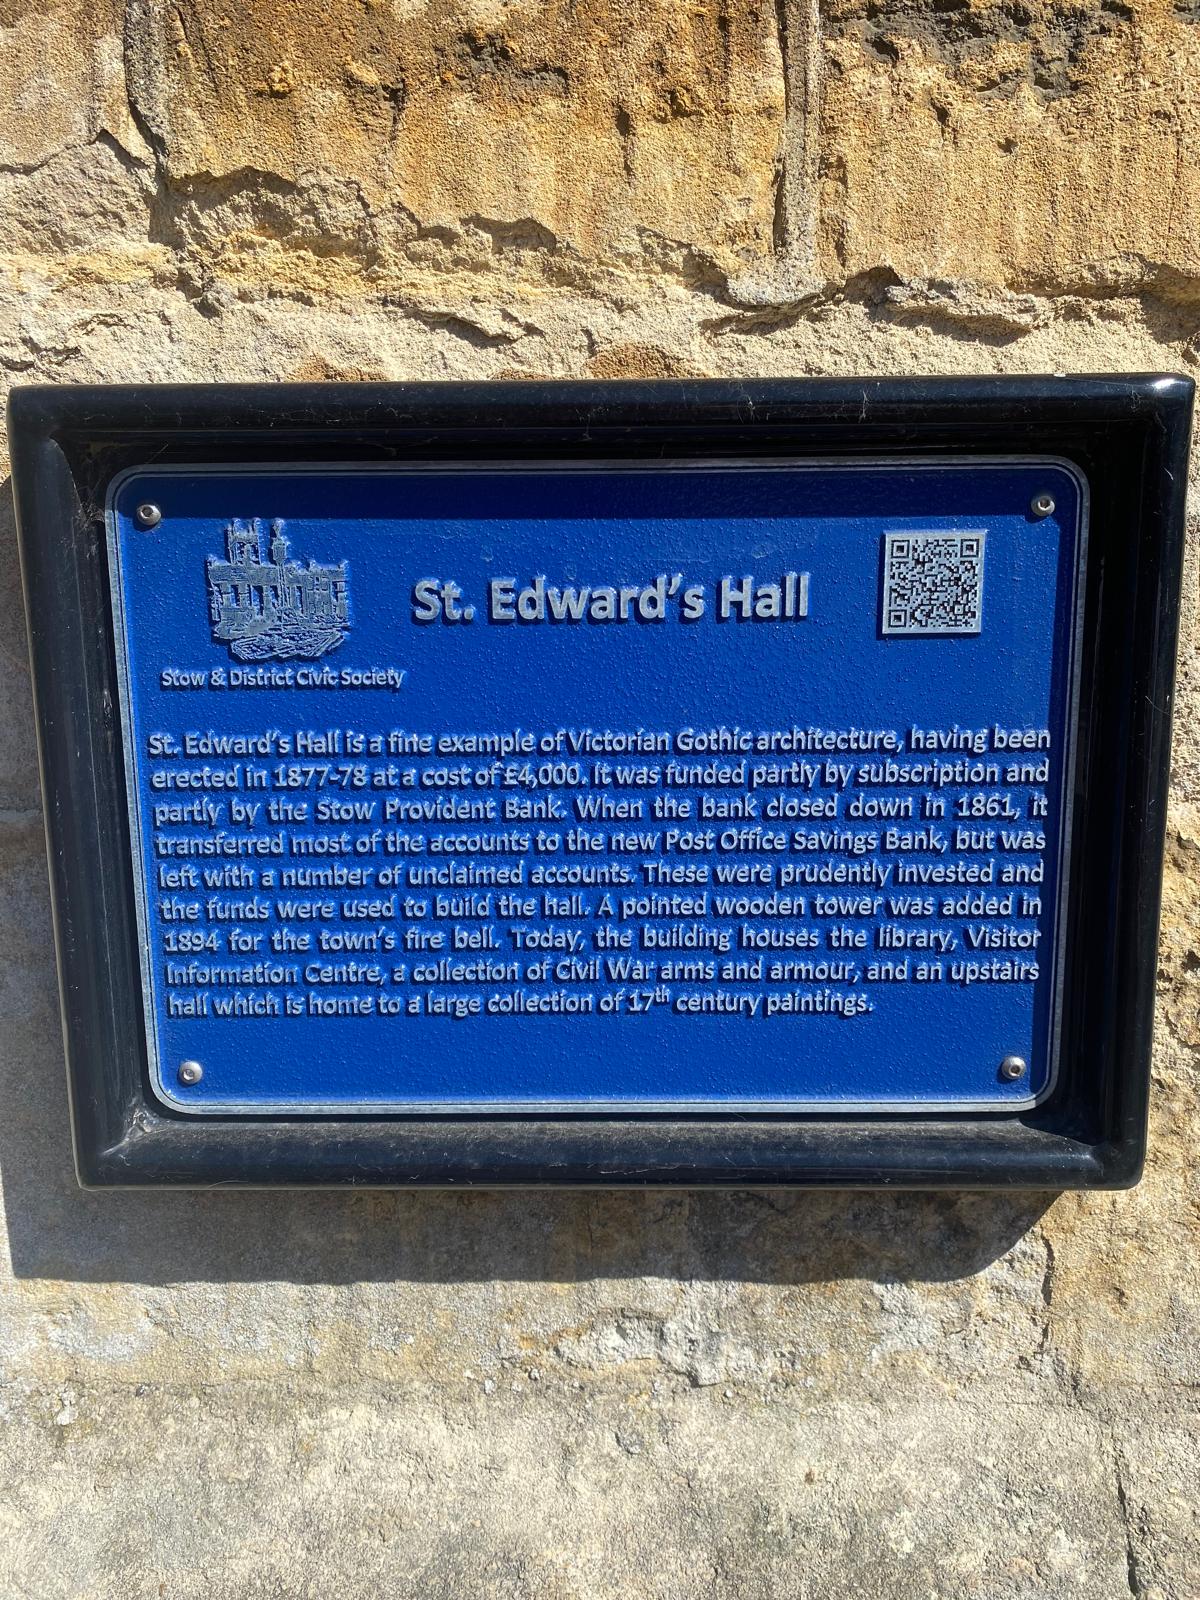 St. Edward's Hall
Stow & District Civic Society
St. Edward's Hall is a fine example of Victorian Gothic architecture, having been
erected in 1877-78 at a cost of £4,000. It was funded partly by subscription and
partly by the Stow Provident Bank. When the bank closed down in 1861, it
transferred most of the accounts to the new Post Office Savings Bank, but was
left with a number of unclaimed accounts. These were prudently invested and
the funds were used to build the hall. A pointed wooden tower was added in
1894 for the town's fire bell. Today, the building houses the library, Visitor
Information Centre, a collection of Civil War arms and armour, and an upstairs
hall which is home to a large collection of 17th century paintings.